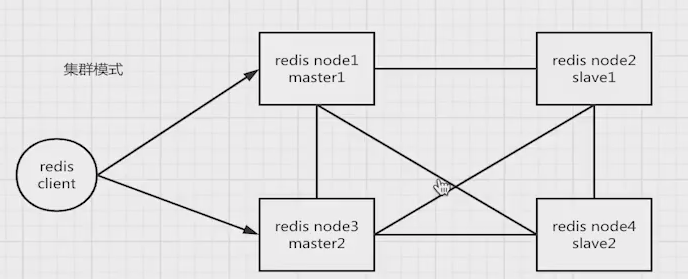 集群模式
redis node1
master1
redis node2
slave1
redis
client
redis node3
master2
redis node4
slave2